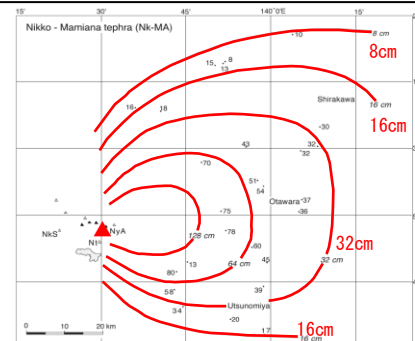 Nikko - Mamiana tephra (Nk-MA)
30'
45'
140°0'E
15'
10
8 cm
8cm
15
8
13
16
8
Shirakawa
16 cm
16cm
30
43
32
32
70
51
54
Otawara
37
36
75
NkS
NyA
78
128 cm
32cm
60
N1
64 cm
45
32 cm
13
80
58
39
Utsunomiya
34
20
17
16 cm
16cm
0 10 20 km